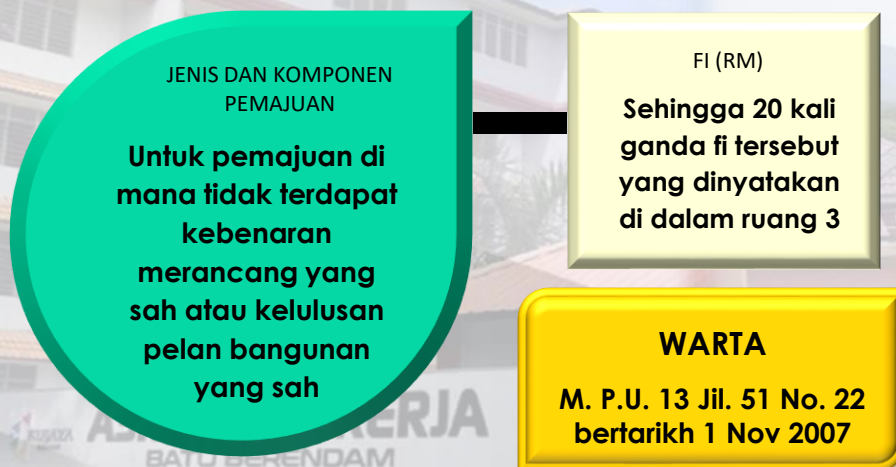 JENIS DAN KOMPONEN
PEMAJUAN
Untuk pemajuan di
mana tidak terdapat
kebenaran
merancang yang
sah atau kelulusan
pelan bangunan
yang sah
FI (RM)
Sehingga 20 kali
ganda fi tersebut
yang dinyatakan
di dalam ruang 3
WARTA
M. P.U. 13 Jil. 51 No. 22
bertarikh 1 Nov 2007
BATU BERENDAM